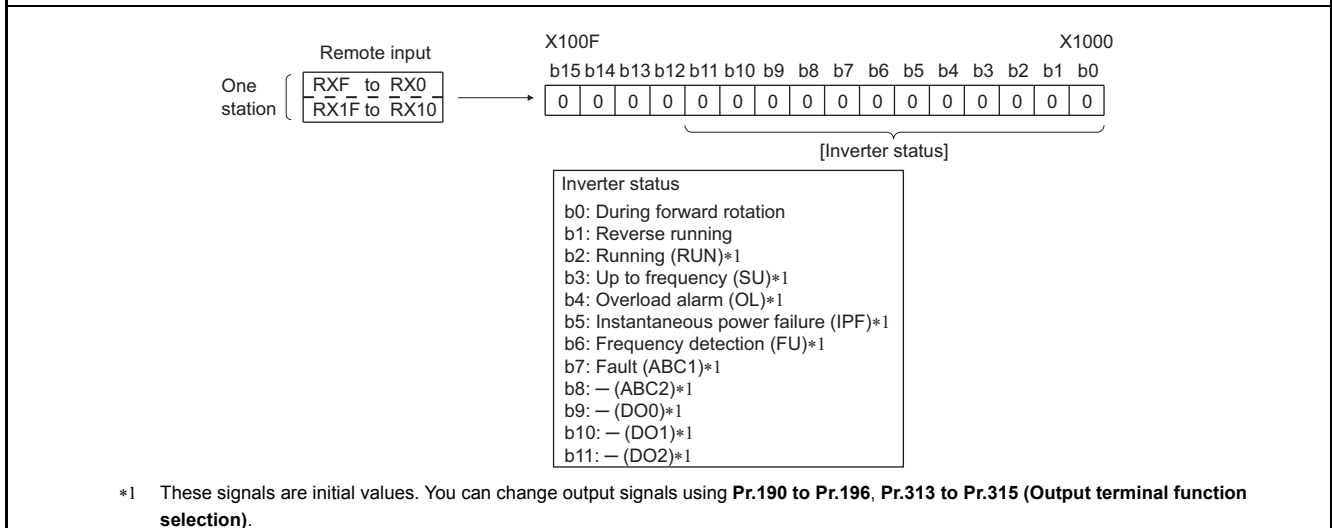 Remote input
One station
RXF to RX0
RX1F to RX10
X100F X1000
b15 b14 b13 b12 b11 b10 b9 b8 b7 b6 b5 b4 b3 b2 b1 b0
0 0 0 0 0 0 0 0 0 0 0 0 0 0 0 0
[Inverter status]
Inverter status
b0: During forward rotation
b1: Reverse running
b2: Running (RUN)*1
b3: Up to frequency (SU)*1
b4: Overload alarm (OL)*1
b5: Instantaneous power failure (IPF)*1
b6: Frequency detection (FU)*1
b7: Fault (ABC1)*1
b8: — (ABC2)*1
b9: — (DO0)*1
b10: — (DO1)*1
b11: — (DO2)*1
*1 These signals are initial values. You can change output signals using Pr.190 to Pr.196, Pr.313 to Pr.315 (Output terminal function
selection).